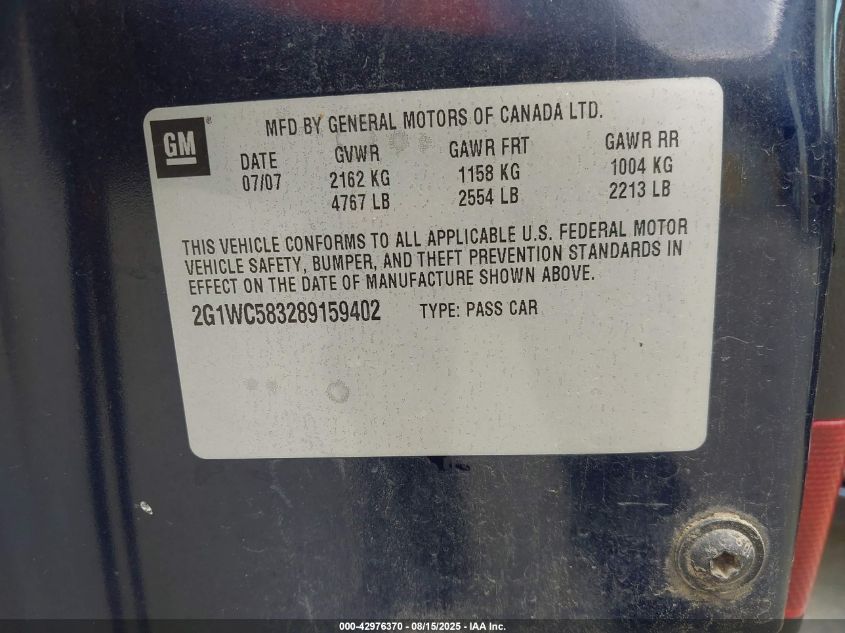 GM ®
MFD BY GENERAL MOTORS OF CANADA LTD.
DATE GVWR GAWR FRT GAWR RR
07/07 2162 KG 1158 KG 1004 KG
4767 LB 2554 LB 2213 LB
THIS VEHICLE CONFORMS TO ALL APPLICABLE U.S. FEDERAL MOTOR
VEHICLE SAFETY, BUMPER, AND THEFT PREVENTION STANDARDS IN
EFFECT ON THE DATE OF MANUFACTURE SHOWN ABOVE.
2G1WC583289159402 TYPE: PASS CAR
000-42976370 - 08/15/2025 - IAA Inc.